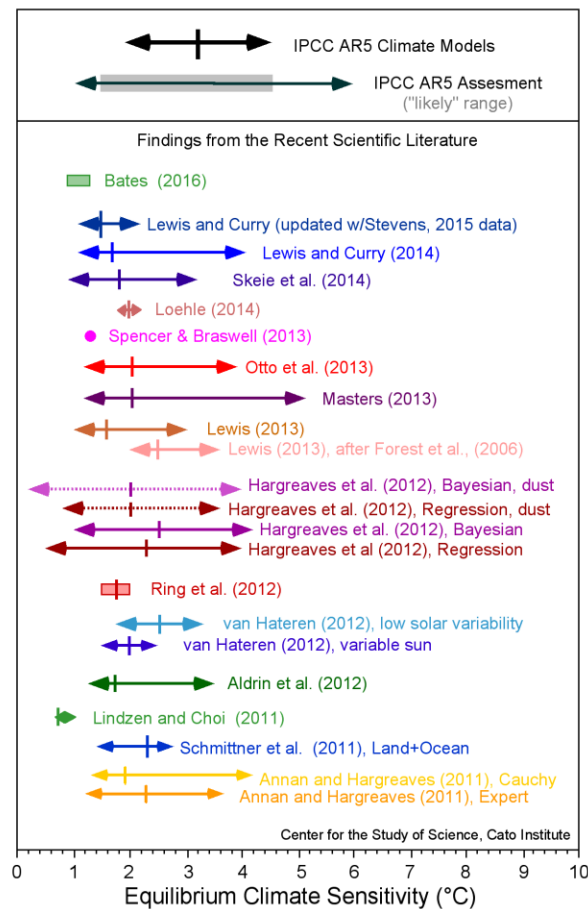 IPCC AR5 Climate Models
IPCC AR5 Assesment
("likely" range)
Findings from the Recent Scientific Literature
Bates (2016)
Lewis and Curry (updated w/Stevens, 2015 data)
Lewis and Curry (2014)
Skeie et al. (2014)
Loehle (2014)
Spencer & Braswell (2013)
Otto et al. (2013)
Masters (2013)
Lewis (2013)
Lewis (2013), after Forest et al., (2006)
Hargreaves et al. (2012), Bayesian, dust
Hargreaves et al. (2012), Regression, dust
Hargreaves et al. (2012), Bayesian
Hargreaves et al (2012), Regression
Ring et al. (2012)
van Hateren (2012), low solar variability
van Hateren (2012), variable sun
Aldrin et al. (2012)
Lindzen and Choi (2011)
Schmittner et al. (2011), Land+Ocean
Annan and Hargreaves (2011), Cauchy
Annan and Hargreaves (2011), Expert
Center for the Study of Science, Cato Institute
0 1 2 3 4 5 6 7 8 9 10
Equilibrium Climate Sensitivity (°C)